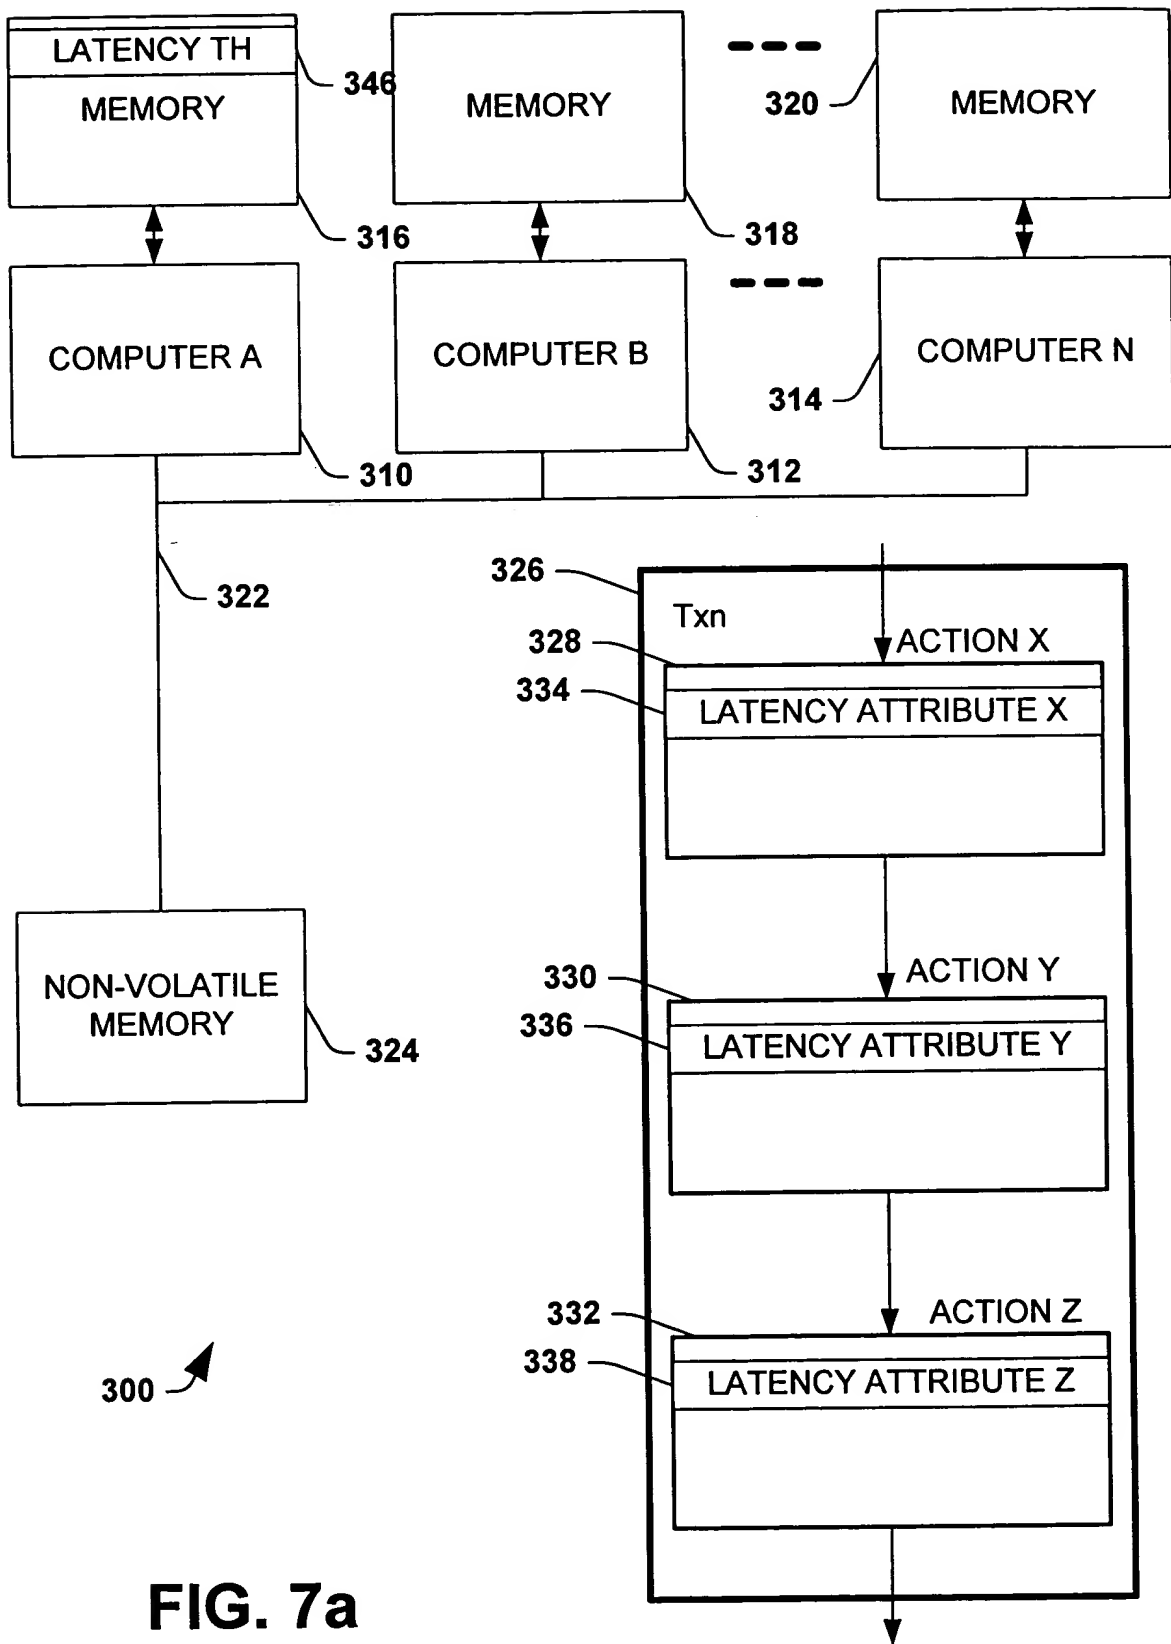 LATENCY TH
346
MEMORY
MEMORY
320
MEMORY
316
318
COMPUTER A
COMPUTER B
COMPUTER N
314
310
312
322
326
Txn
ACTION X
328
334
LATENCY ATTRIBUTE X
NON-VOLATILE
MEMORY
324
ACTION Y
330
336
LATENCY ATTRIBUTE Y
ACTION Z
332
338
LATENCY ATTRIBUTE Z
300
FIG. 7a